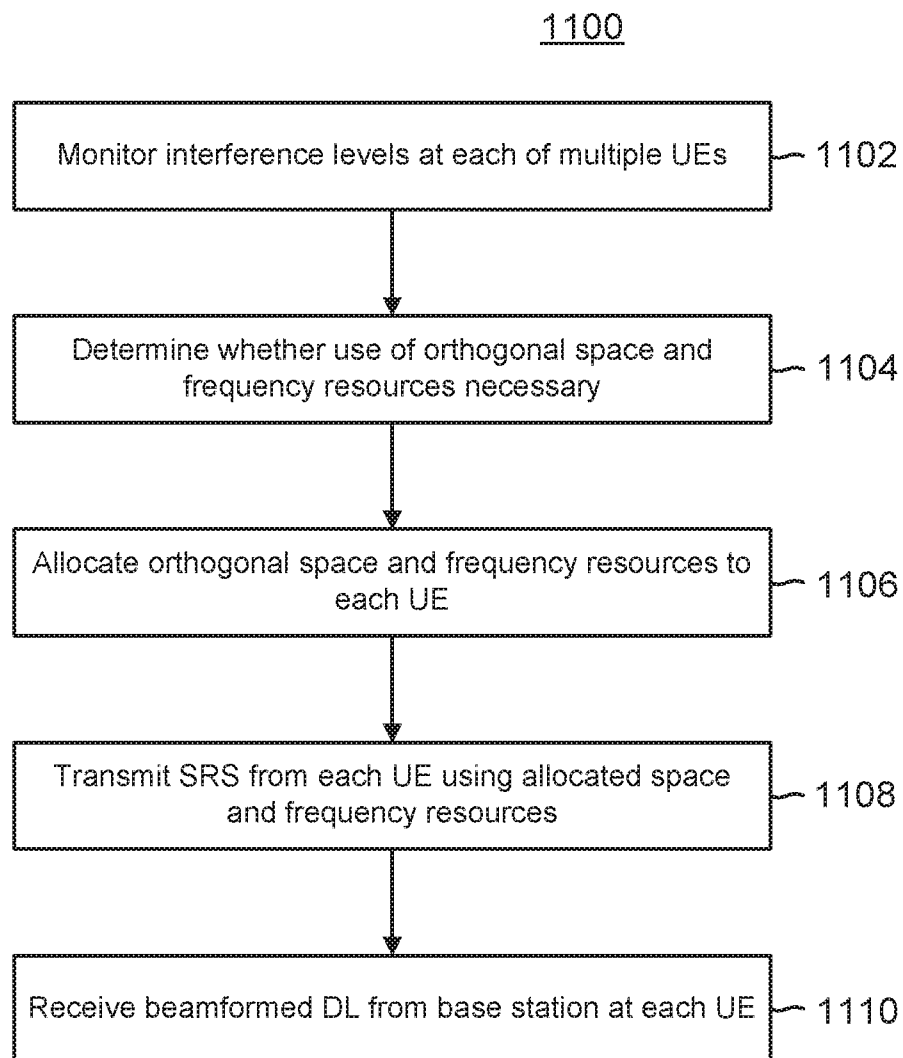 1100
Monitor interference levels at each of multiple UEs
1102
Determine whether use of orthogonal space and
frequency resources necessary
1104
Allocate orthogonal space and frequency resources to
each UE
1106
Transmit SRS from each UE using allocated space
and frequency resources
1108
Receive beamformed DL from base station at each UE
1110